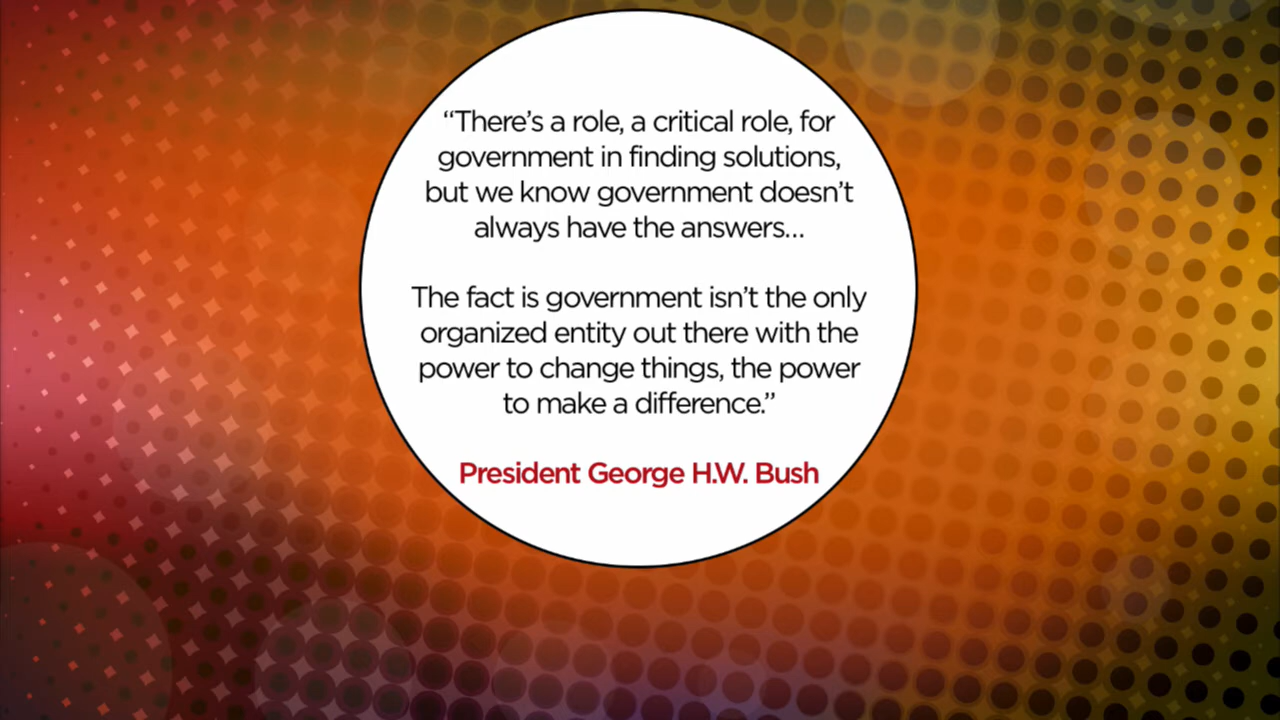 “There’s a role, a critical role, for
government in finding solutions,
but we know government doesn’t
always have the answers...
The fact is government isn’t the only
organized entity out there with the
power to change things, the power
to make a difference.”
President George H.W. Bush